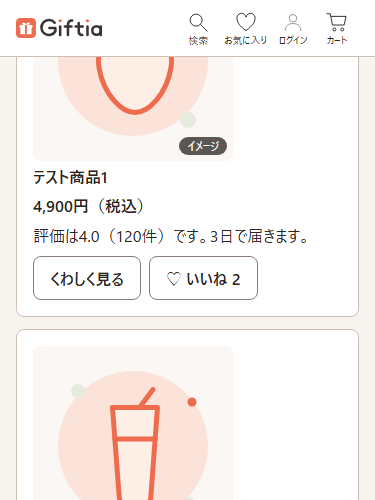 Giftia
検索
お気に入り
ログイン
カート
イメージ
テスト商品1
4,900円（税込）
評価は4.0（120件）です。3日で届きます。
くわしく見る
♡ いいね 2